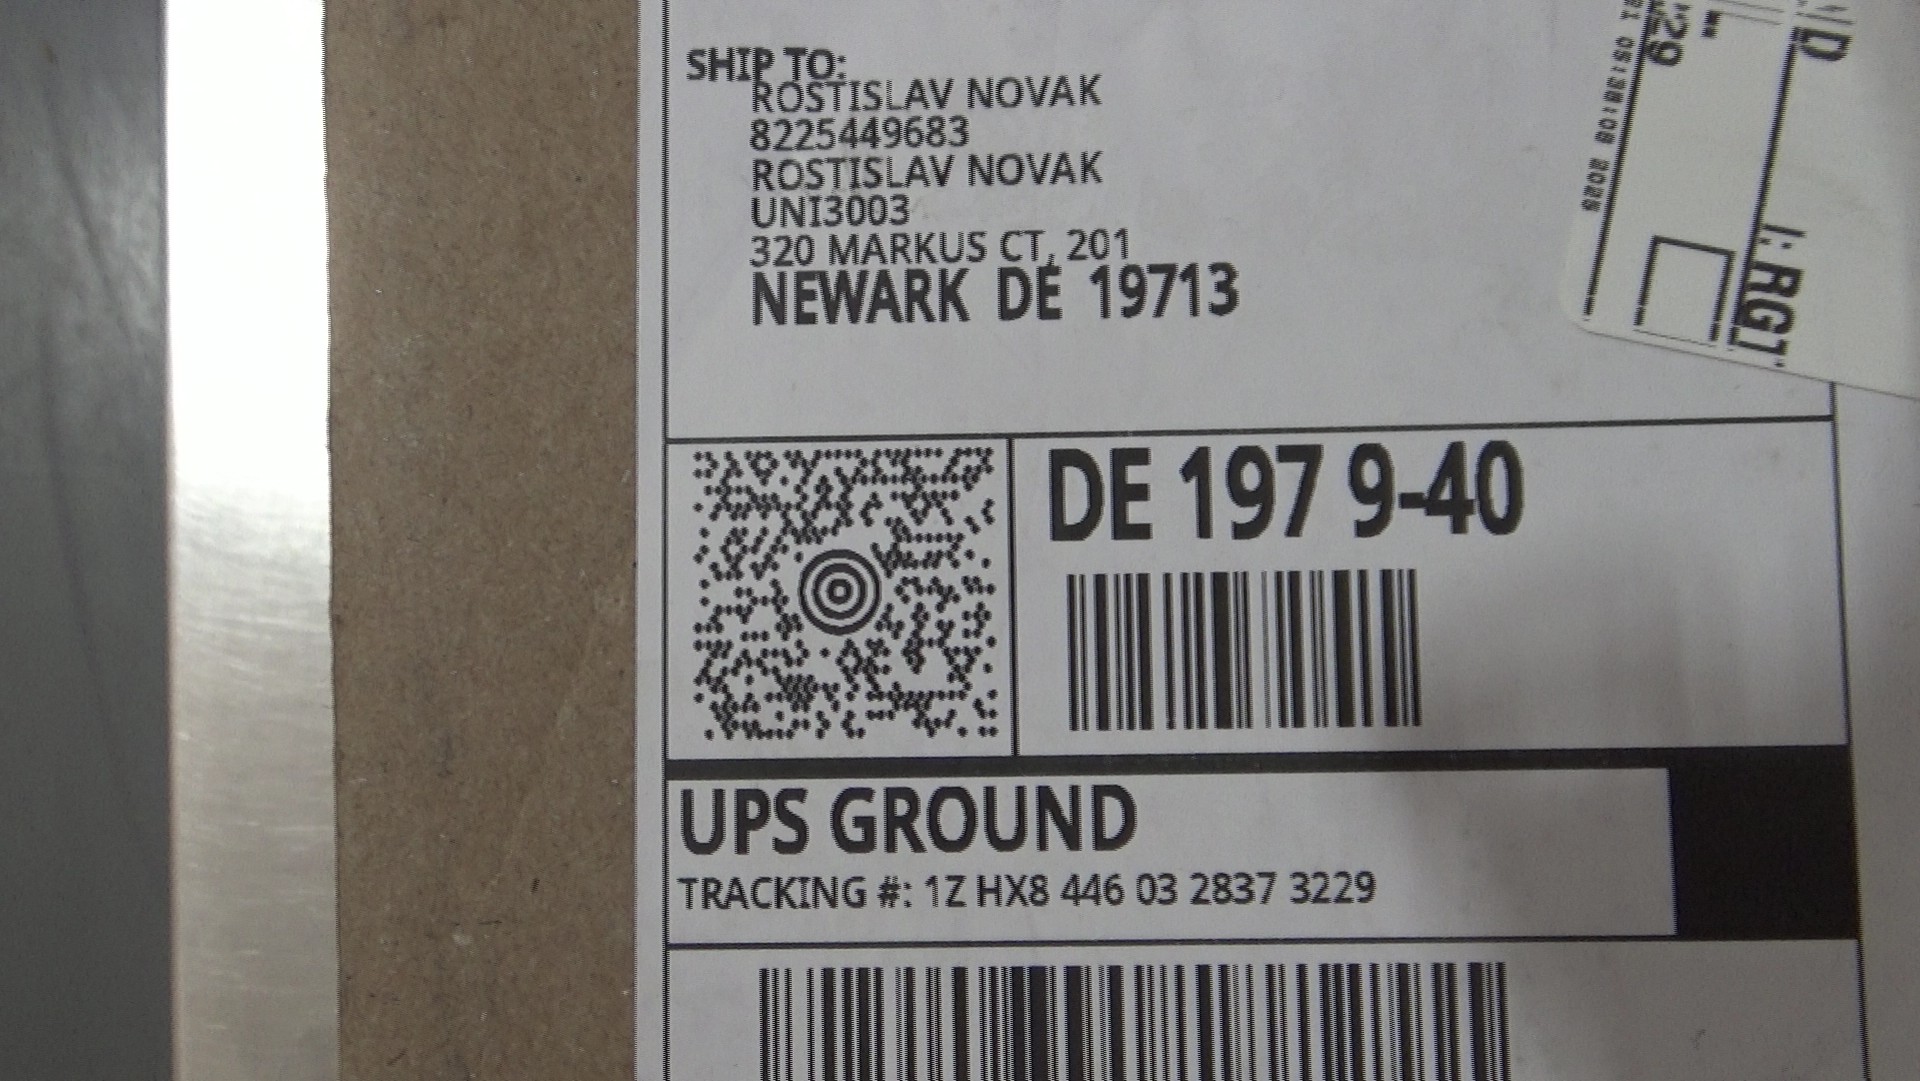 SHIP TO:
ROSTISLAV NOVAK
8225449683
ROSTISLAV NOVAK
UNI3003
320 MARKUS CT, 201
NEWARK DE 19713
DE 197 9-40
UPS GROUND
TRACKING #: 1Z HX8 446 03 2837 3229